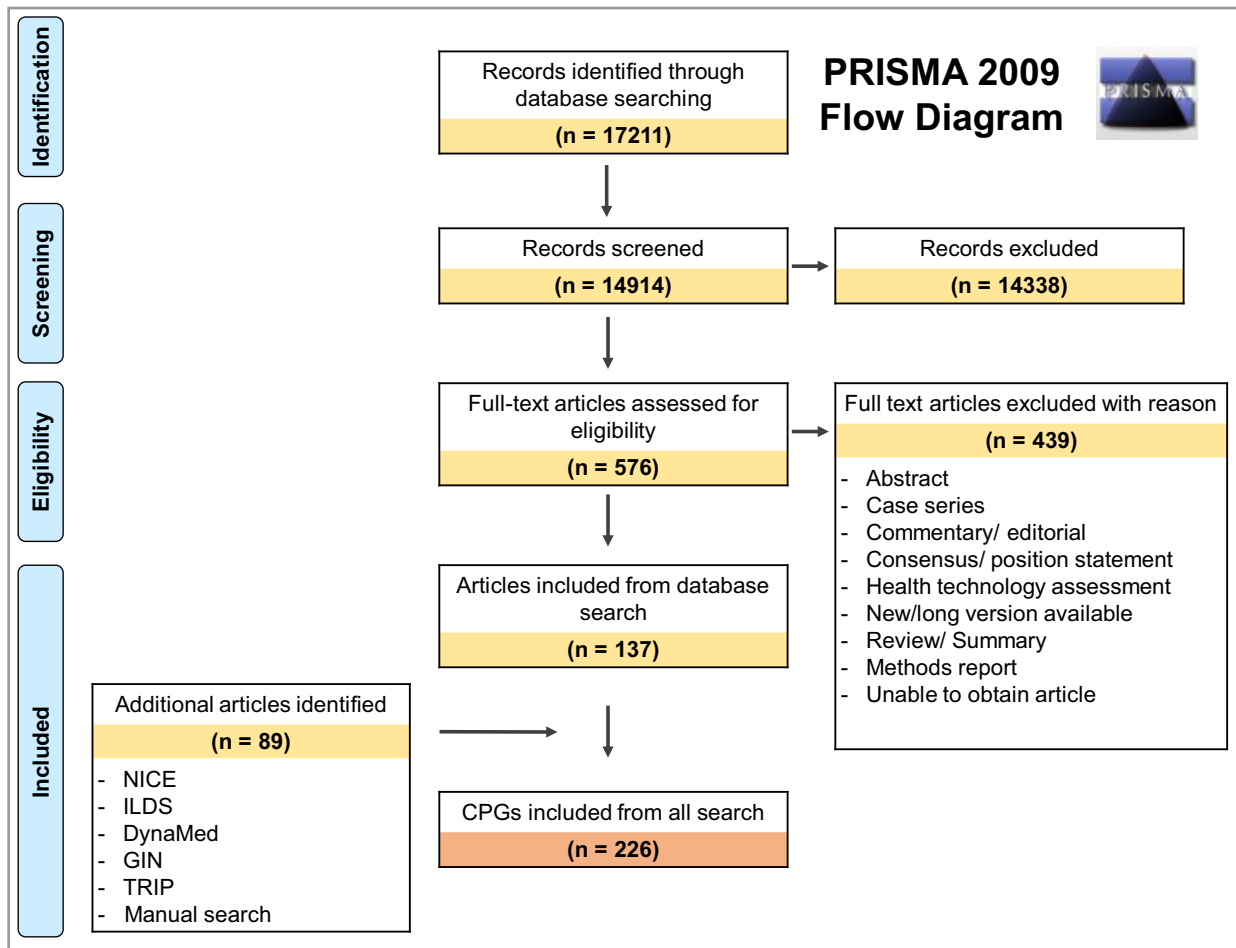 Identification
Records identified through
database searching
(n = 17211)
PRISMA 2009
Flow Diagram
PRISMA
Screening
Records screened
(n = 14914)
Records excluded
(n = 14338)
Eligibility
Full-text articles assessed for
eligibility
(n = 576)
Full text articles excluded with reason
(n = 439)
- Abstract
- Case series
- Commentary/ editorial
- Consensus/ position statement
- Health technology assessment
- New/long version available
- Review/ Summary
- Methods report
- Unable to obtain article
Included
Articles included from database
search
(n = 137)
Additional articles identified
(n = 89)
- NICE
- ILDS
- DynaMed
- GIN
- TRIP
- Manual search
CPGs included from all search
(n = 226)